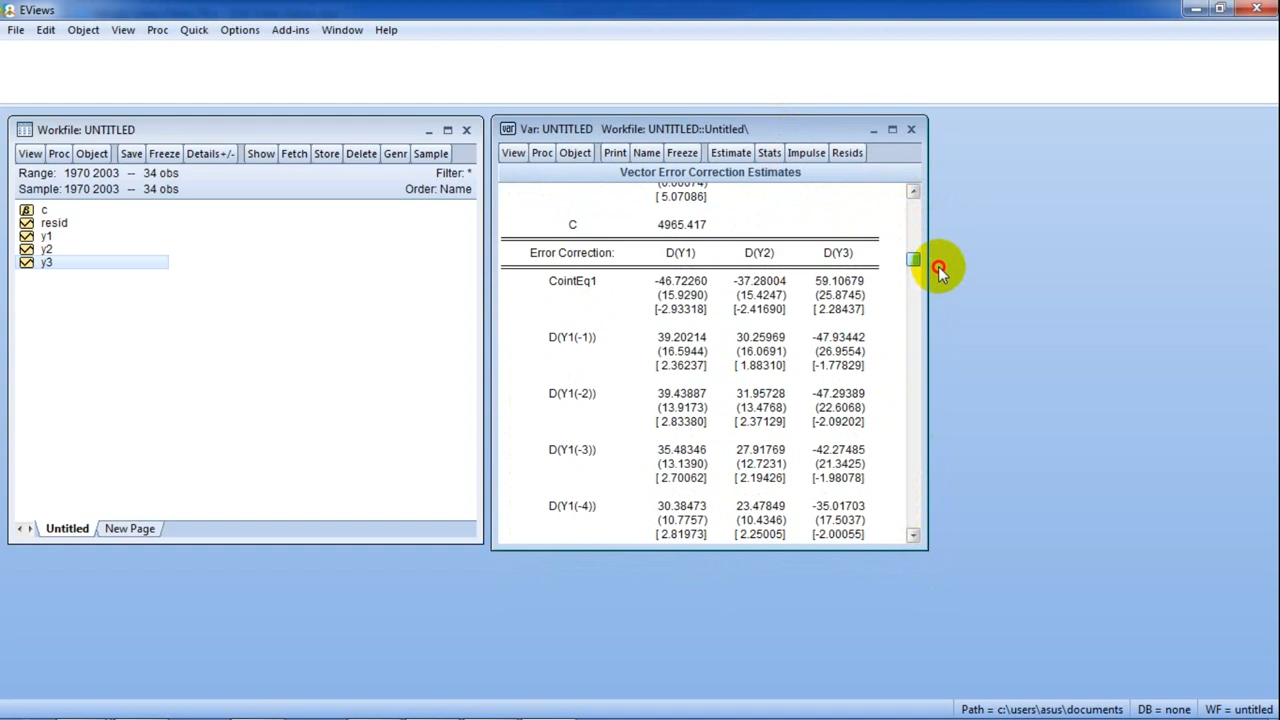 EViews
File Edit Object View Proc Quick Options Add-ins Window Help
Workfile: UNTITLED
View Proc Object Save Freeze Details+/- Show Fetch Store Delete Genr Sample
Range: 1970 2003 -- 34 obs Filter: *
Sample: 1970 2003 -- 34 obs Order: Name
c
resid
y1
y2
y3
Untitled New Page
var Var: UNTITLED Workfile: UNTITLED::Untitled\
View Proc Object Print Name Freeze Estimate Stats Impulse Resids
Vector Error Correction Estimates
(0.00074)
[ 5.07086]
C 4965.417
Error Correction: D(Y1) D(Y2) D(Y3)
CointEq1 -46.72260 -37.28004 59.10679
(15.9290) (15.4247) (25.8745)
[-2.93318] [-2.41690] [ 2.28437]
D(Y1(-1)) 39.20214 30.25969 -47.93442
(16.5944) (16.0691) (26.9554)
[ 2.36237] [ 1.88310] [-1.77829]
D(Y1(-2)) 39.43887 31.95728 -47.29389
(13.9173) (13.4768) (22.6068)
[ 2.83380] [ 2.37129] [-2.09202]
D(Y1(-3)) 35.48346 27.91769 -42.27485
(13.1390) (12.7231) (21.3425)
[ 2.70062] [ 2.19426] [-1.98078]
D(Y1(-4)) 30.38473 23.47849 -35.01703
(10.7757) (10.4346) (17.5037)
[ 2.81973] [ 2.25005] [-2.00055]
Path = c:\users\asus\documents DB = none WF = untitled